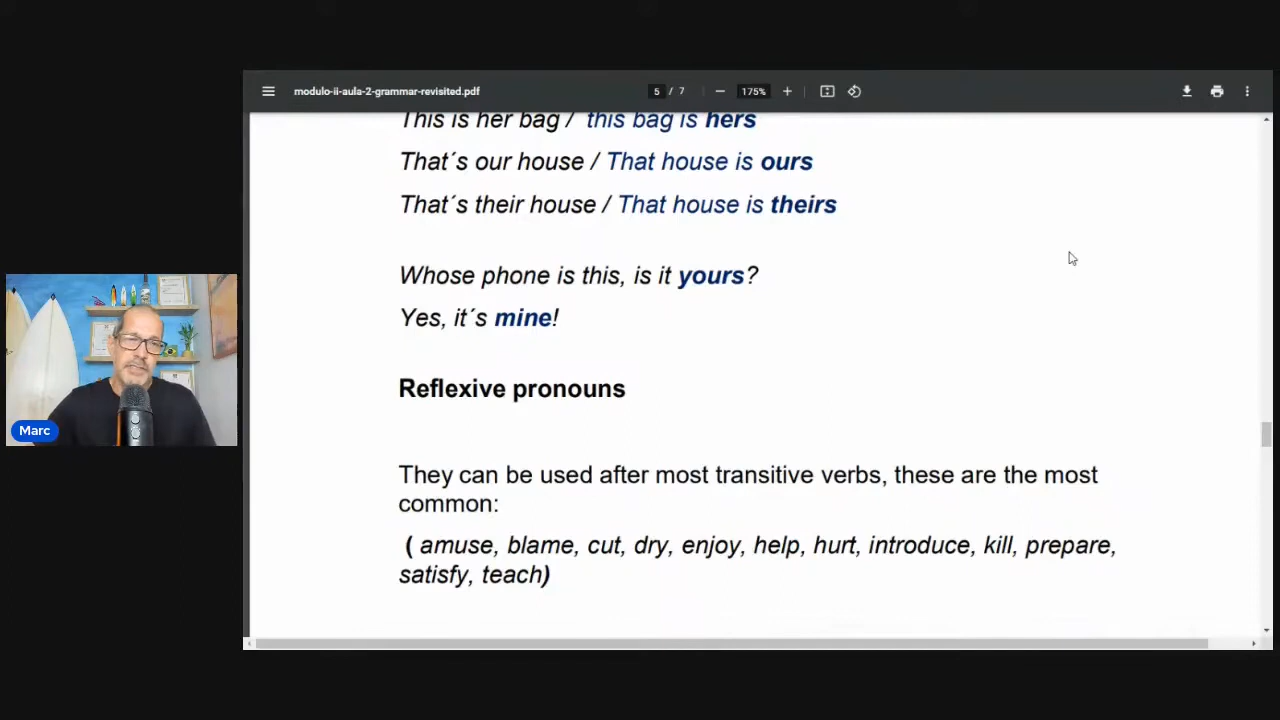 modulo-ii-aula-2-grammar-revisited.pdf
5 / 7
175%
This is her bag / this bag is hers
That´s our house / That house is ours
That´s their house / That house is theirs
Whose phone is this, is it yours?
Yes, it´s mine!
Reflexive pronouns
They can be used after most transitive verbs, these are the most
common:
( amuse, blame, cut, dry, enjoy, help, hurt, introduce, kill, prepare,
satisfy, teach)
Marc